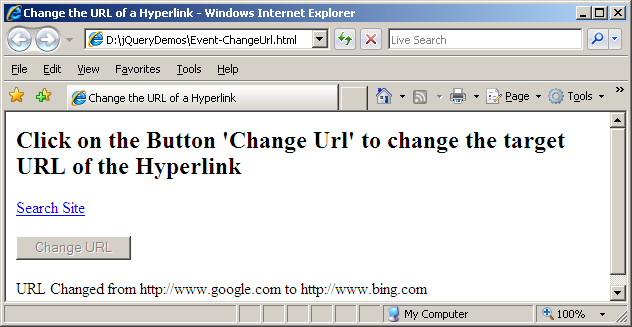 Change the URL of a Hyperlink - Windows Internet Explorer
D:\jQueryDemos\Event-ChangeUrl.html
Live Search
File Edit View Favorites Tools Help
Change the URL of a Hyperlink
Page Tools »
Click on the Button 'Change Url' to change the target
URL of the Hyperlink
Search Site
Change URL
URL Changed from http://www.google.com to http://www.bing.com
My Computer 100%